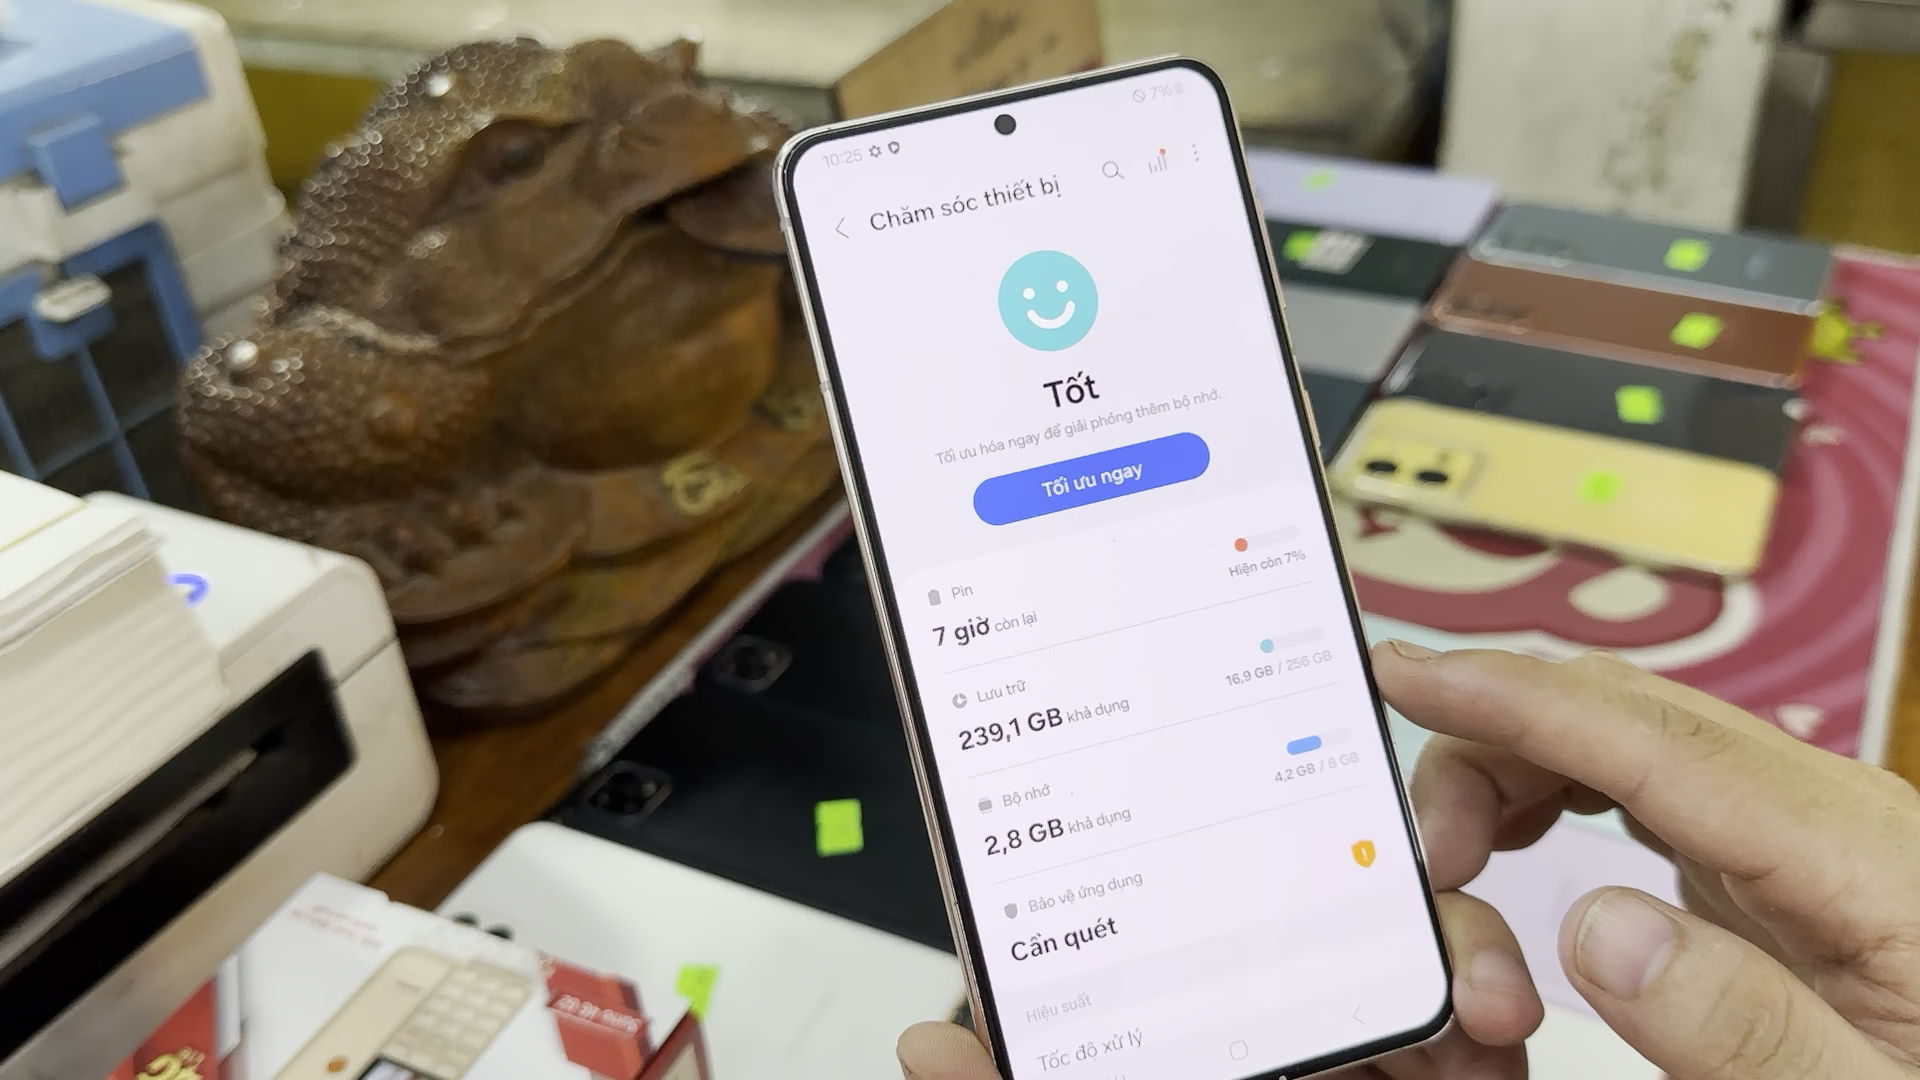 10:25
7%
Chăm sóc thiết bị
Tốt
Tối ưu hóa ngay để giải phóng thêm bộ nhớ.
Tối ưu ngay
Pin
7 giờ còn lại
Hiện còn 7%
Lưu trữ
239,1 GB khả dụng
16,9 GB / 256 GB
Bộ nhớ
2,8 GB khả dụng
4,2 GB / 8 GB
Bảo vệ ứng dụng
Cần quét
Hiệu suất
Tốc độ xử lý